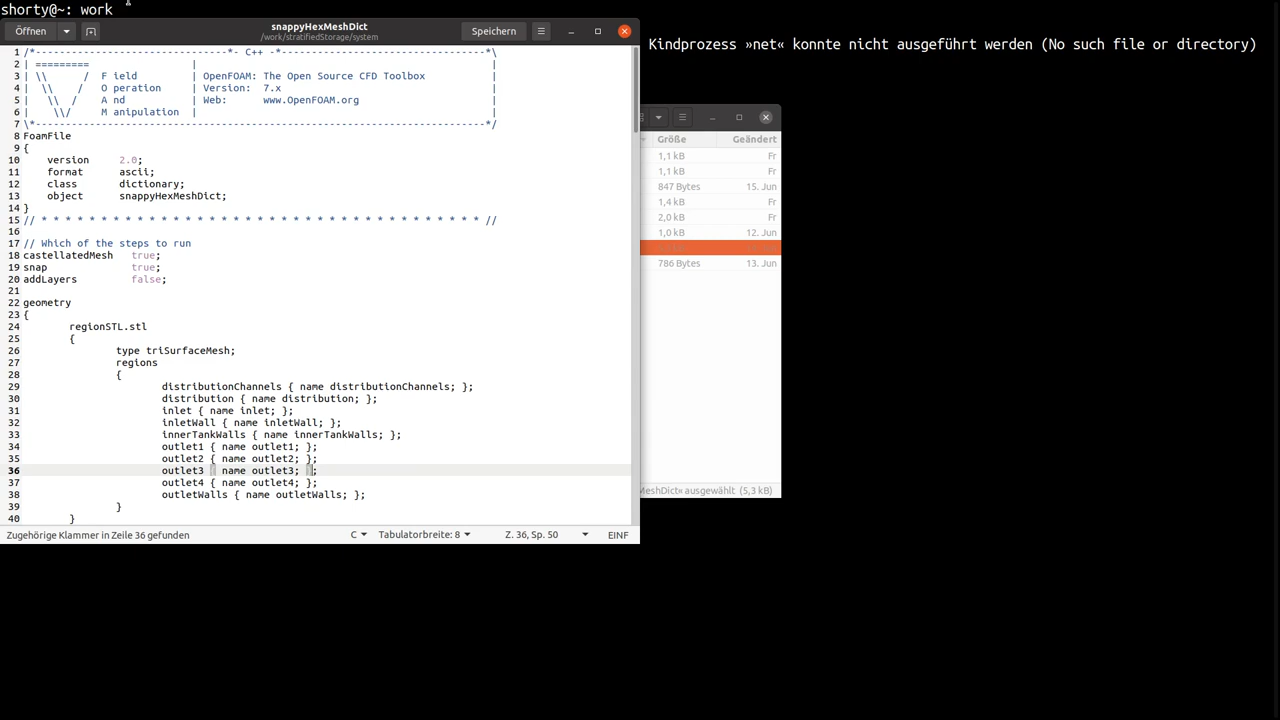 shorty@~: work
Öffnen
snappyHexMeshDict
/work/stratifiedStorage/system
Speichern
Kindprozess »net« konnte nicht ausgeführt werden (No such file or directory)
1 /*--------------------------------*- C++ -*----------------------------------*\
2 | =========                 |
3 | \\      /  F ield         | OpenFOAM: The Open Source CFD Toolbox
4 |  \\    /   O peration     | Version:  7.x
5 |   \\  /    A nd           | Web:      www.OpenFOAM.org
6 |    \\/     M anipulation  |
7 \*---------------------------------------------------------------------------*/
8 FoamFile
9 {
10     version     2.0;
11     format      ascii;
12     class       dictionary;
13     object      snappyHexMeshDict;
14 }
15 // * * * * * * * * * * * * * * * * * * * * * * * * * * * * * * * * * * * * * //
16
17 // Which of the steps to run
18 castellatedMesh   true;
19 snap              true;
20 addLayers         false;
21
22 geometry
23 {
24 regionSTL.stl
25 {
26 type triSurfaceMesh;
27 regions
28 {
29 distributionChannels { name distributionChannels; };
30 distribution { name distribution; };
31 inlet { name inlet; };
32 inletWall { name inletWall; };
33 innerTankWalls { name innerTankWalls; };
34 outlet1 { name outlet1; };
35 outlet2 { name outlet2; };
36 outlet3 { name outlet3; };
37 outlet4 { name outlet4; };
38 outletWalls { name outletWalls; };
39 }
40 }
Zugehörige Klammer in Zeile 36 gefunden
C
Tabulatorbreite: 8
Z. 36, Sp. 50
EINF
Größe Geändert
1,1 kB Fr
1,1 kB Fr
847 Bytes 15. Jun
1,4 kB Fr
2,0 kB Fr
1,0 kB 12. Jun
786 Bytes 13. Jun
MeshDict« ausgewählt (5,3 kB)